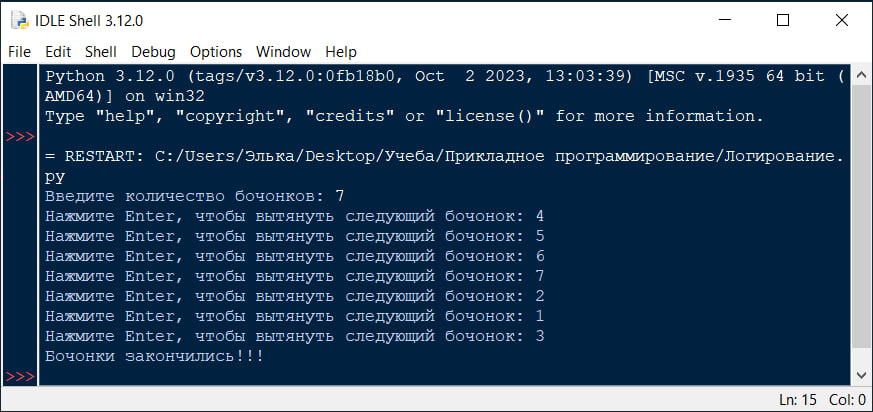 IDLE Shell 3.12.0
File Edit Shell Debug Options Window Help
Python 3.12.0 (tags/v3.12.0:0fb18b0, Oct  2 2023, 13:03:39) [MSC v.1935 64 bit (
AMD64)] on win32
Type "help", "copyright", "credits" or "license()" for more information.
>>>
= RESTART: C:/Users/Элька/Desktop/Учеба/Прикладное программирование/Логирование.
py
Введите количество бочонков: 7
Нажмите Enter, чтобы вытянуть следующий бочонок: 4
Нажмите Enter, чтобы вытянуть следующий бочонок: 5
Нажмите Enter, чтобы вытянуть следующий бочонок: 6
Нажмите Enter, чтобы вытянуть следующий бочонок: 7
Нажмите Enter, чтобы вытянуть следующий бочонок: 2
Нажмите Enter, чтобы вытянуть следующий бочонок: 1
Нажмите Enter, чтобы вытянуть следующий бочонок: 3
Бочонки закончились!!!
>>>
Ln: 15 Col: 0